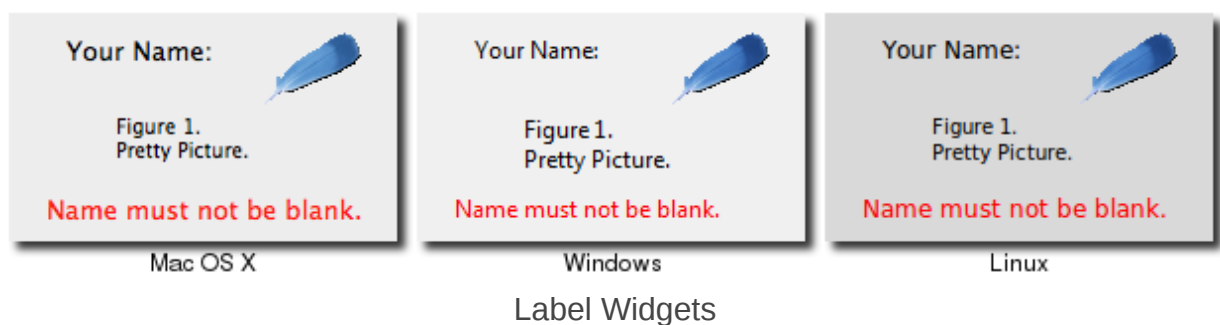 Your Name:
Figure 1.
Pretty Picture.
Name must not be blank.
Mac OS X
Your Name:
Figure 1.
Pretty Picture.
Name must not be blank.
Windows
Your Name:
Figure 1.
Pretty Picture.
Name must not be blank.
Linux
Label Widgets